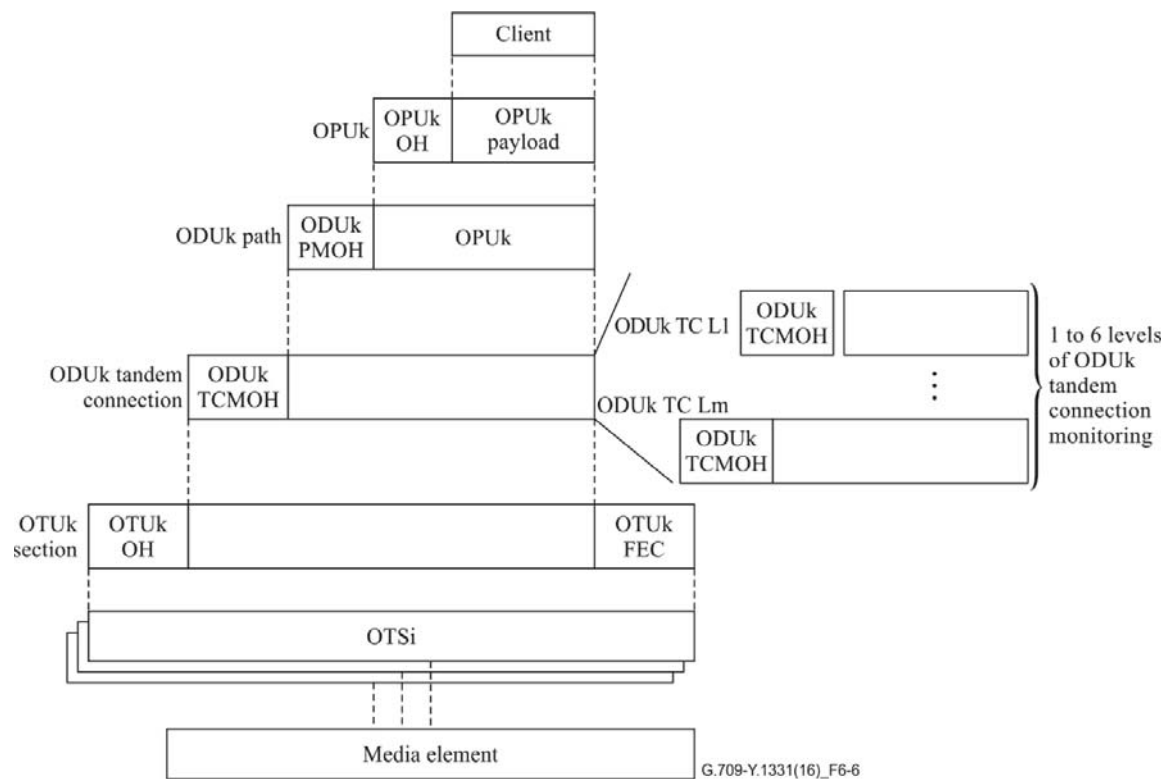 Client
OPUk
OPUk
OH
OPUk
payload
ODUk path
ODUk
PMOH
OPUk
ODUk TC L1
ODUk
TCMOH
1 to 6 levels
of ODUk
tandem
connection
monitoring
ODUk tandem
connection
ODUk
TCMOH
ODUk TC Lm
ODUk
TCMOH
OTUk
section
OTUk
OH
OTUk
FEC
OTSi
Media element
G.709-Y.1331(16)_F6-6